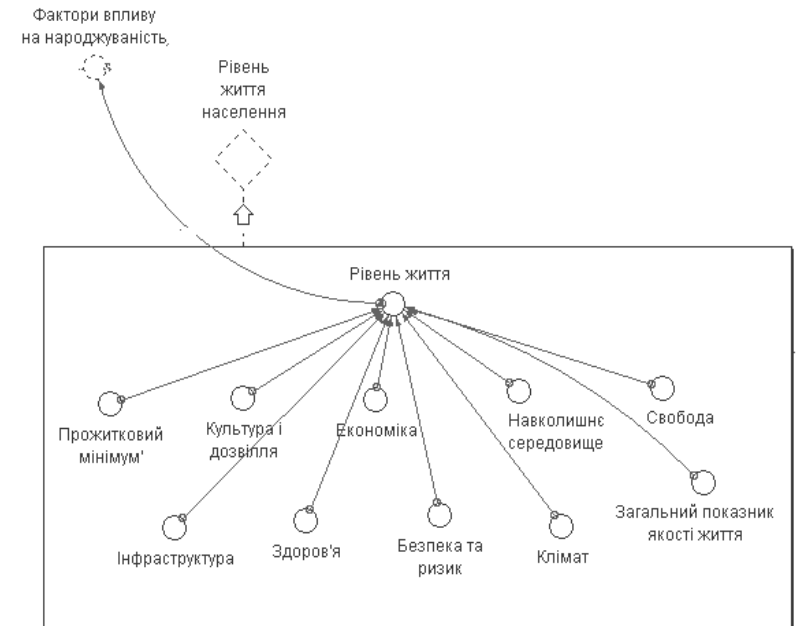 Фактори впливу
на народжуваність,
Рівень
життя
населення
Рівень життя
Прожитковий
мінімум'
Культура і
дозвілля
Економіка
Навколишнє
середовище
Свобода
Інфраструктура
Здоров'я
Безпека та
ризик
Клімат
Загальний показник
якості життя